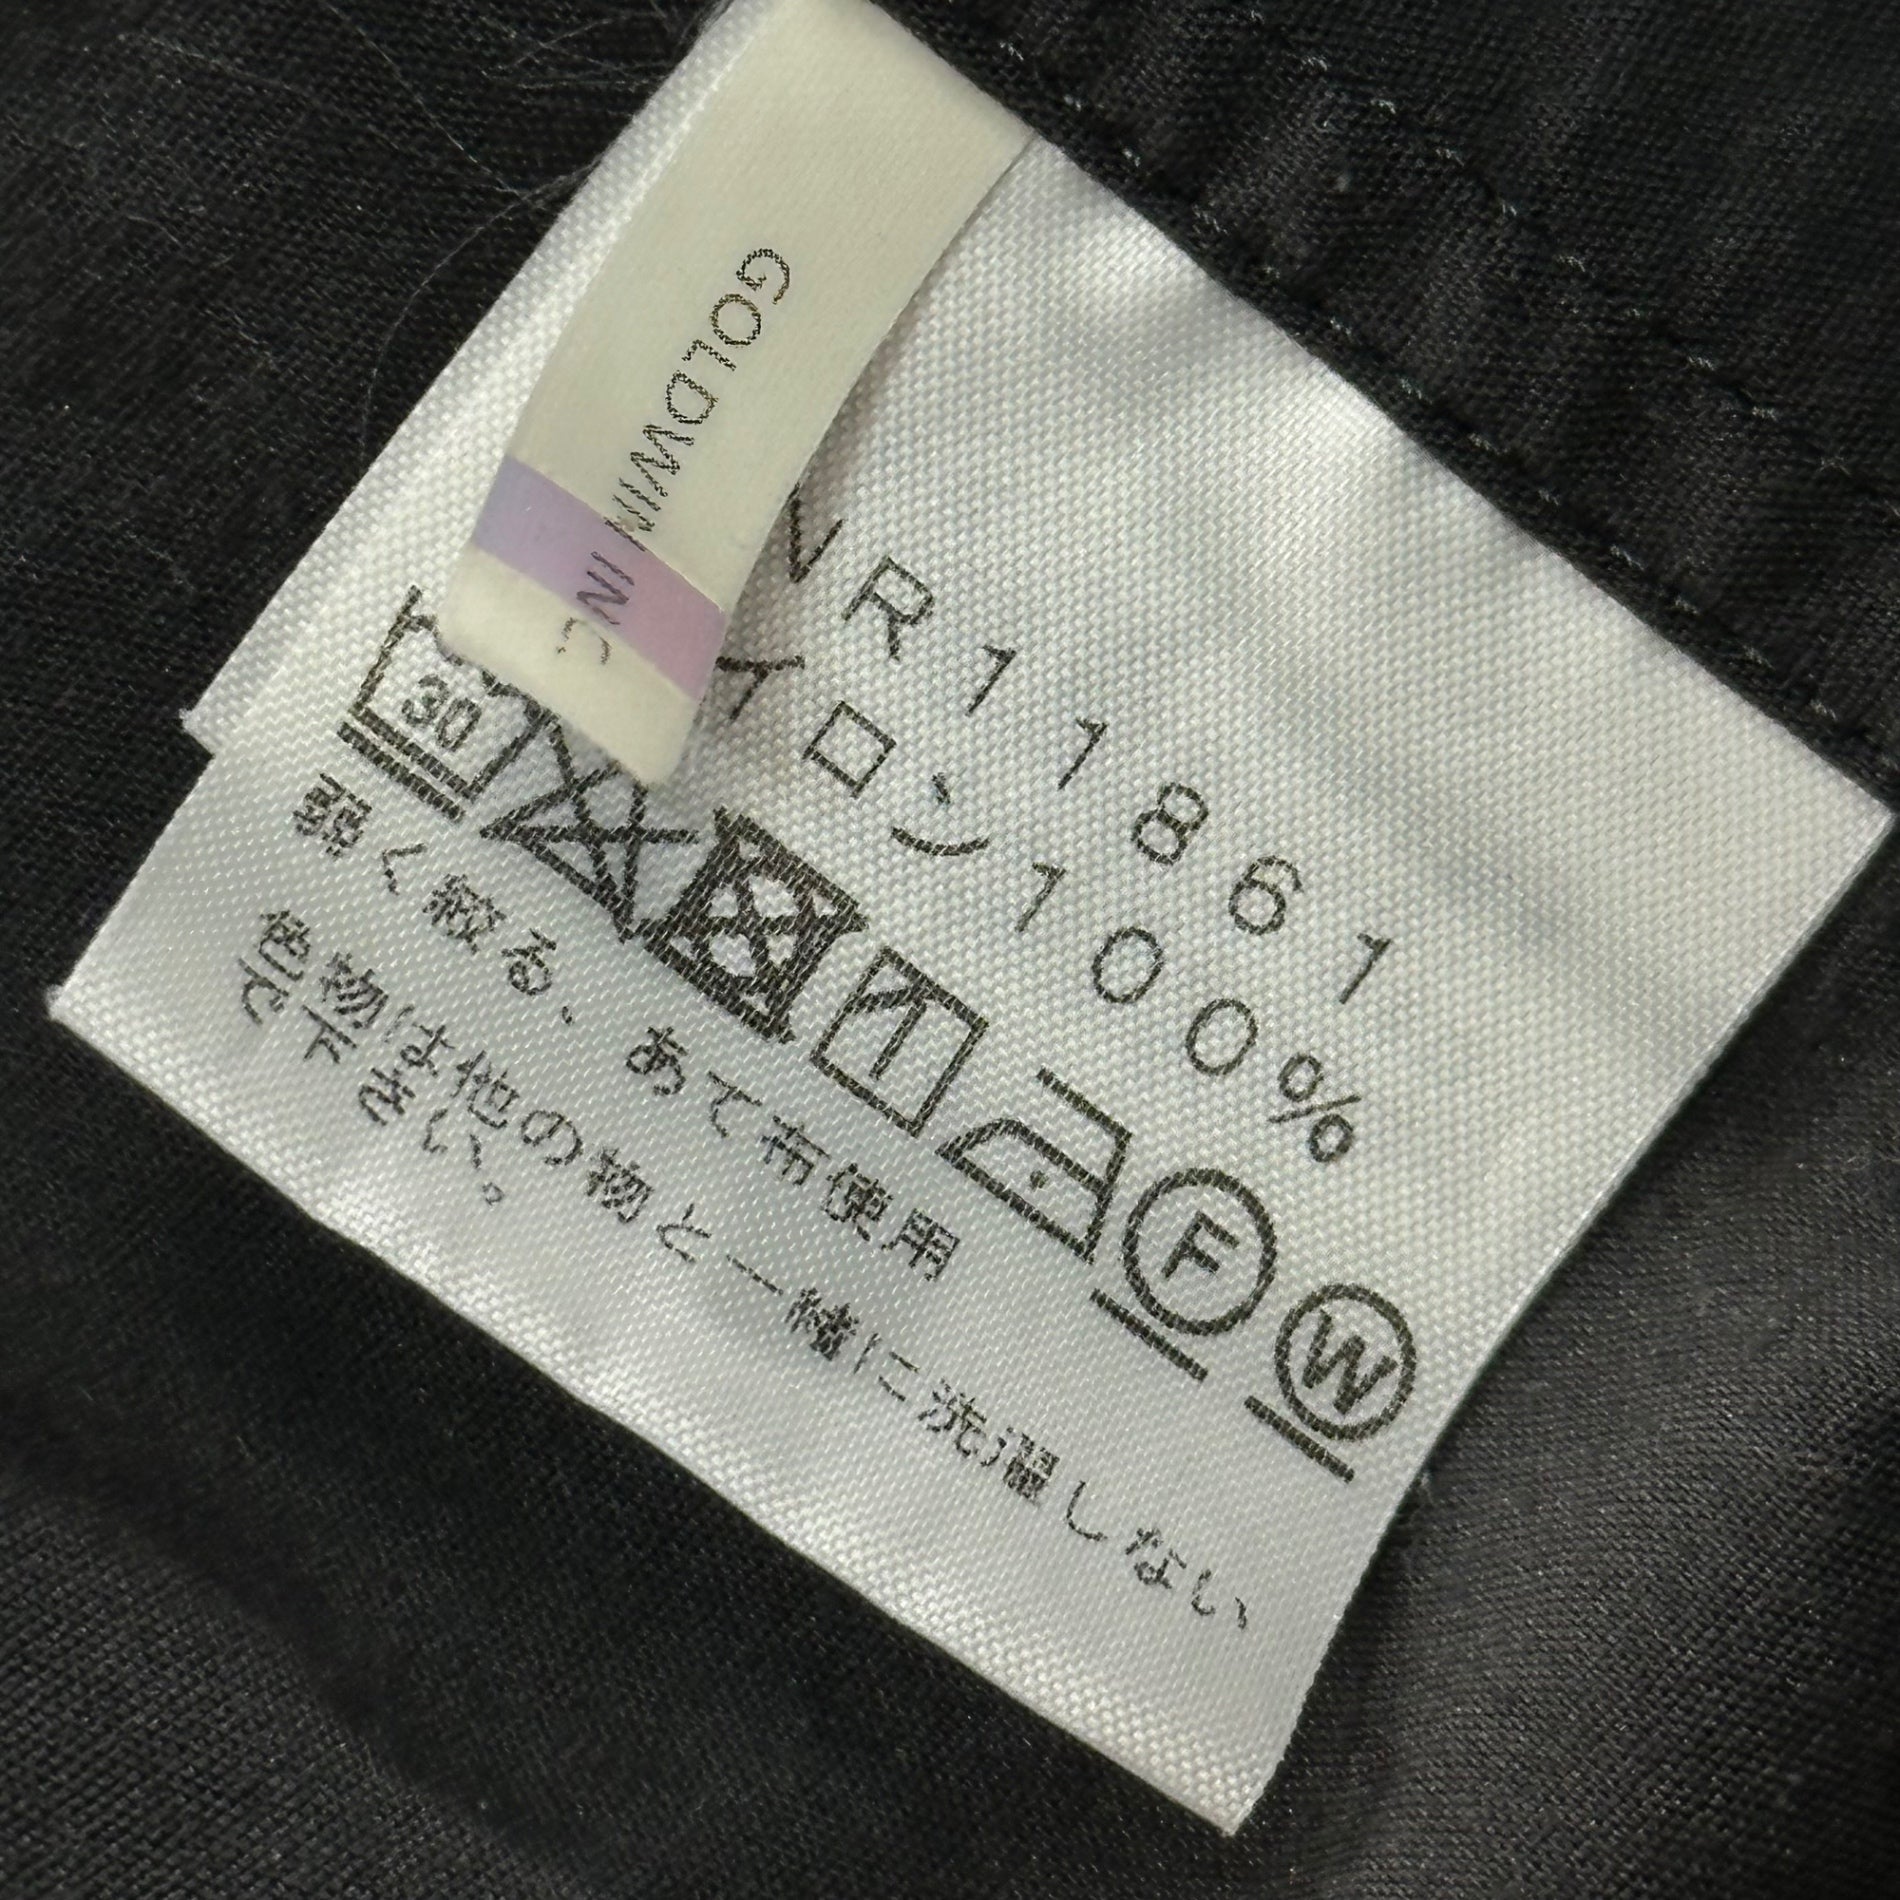 GOLDWIN INC
NR11861
イロン100%
30
F W
弱く絞る、あて布使用
色物は他の物と一緒に洗濯しない
で下さい。